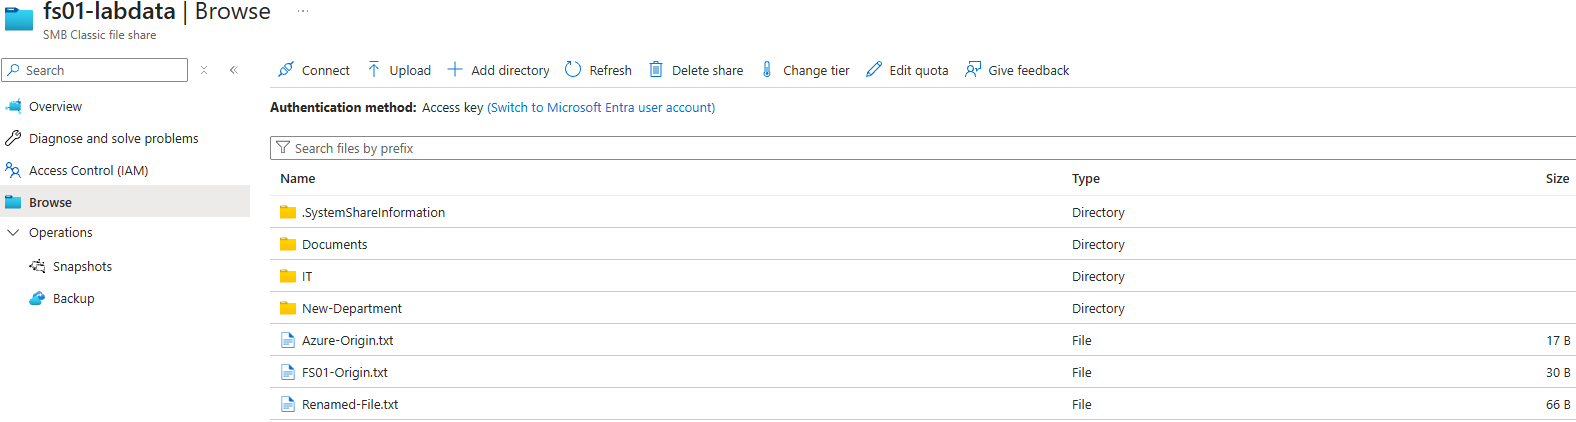 fs01-labdata | Browse ...
SMB Classic file share
Search
Connect Upload Add directory Refresh Delete share Change tier Edit quota Give feedback
Overview
Authentication method: Access key (Switch to Microsoft Entra user account)
Diagnose and solve problems
Search files by prefix
Access Control (IAM)
Name Type Size
Browse
.SystemShareInformation Directory
Operations
Documents Directory
Snapshots
IT Directory
Backup
New-Department Directory
Azure-Origin.txt File 17 B
FS01-Origin.txt File 30 B
Renamed-File.txt File 66 B